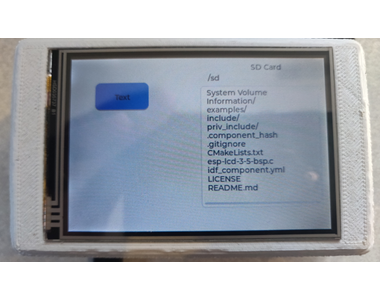 SD Card
/sd
Text
System Volume
Information/
examples/
include/
priv_include/
.component_hash
.gitignore
CMakeLists.txt
esp-lcd-3-5-bsp.c
idf_component.yml
LICENSE
README.md